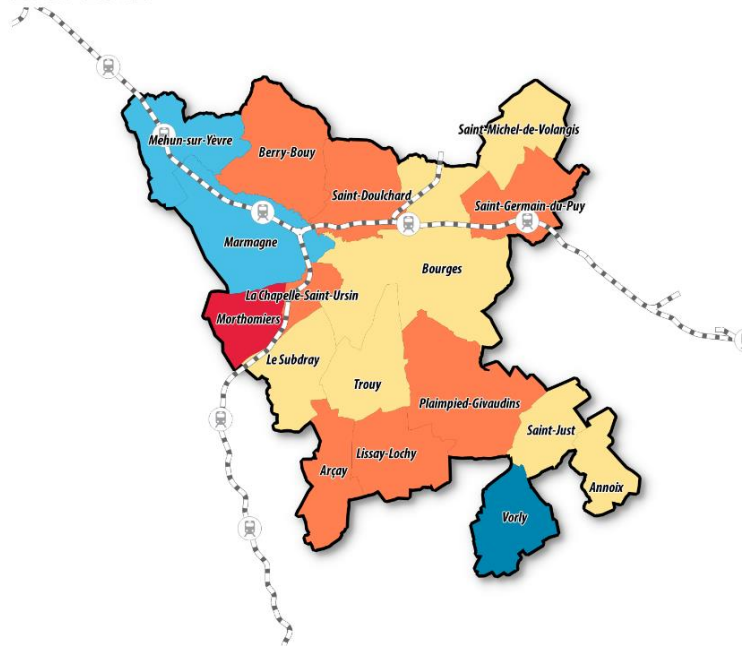 Saint-Michel-de-Volangis
Mehun-sur-Yèvre
Berry-Bouy
Saint-Doulchard
Saint-Germain-du-Puy
Marmagne
Bourges
La Chapelle-Saint-Ursin
Morthomiers
Le Subdray
Trouy
Plaimpied-Givaudins
Saint-Just
Lissay-Lochy
Arçay
Annoix
Vorly